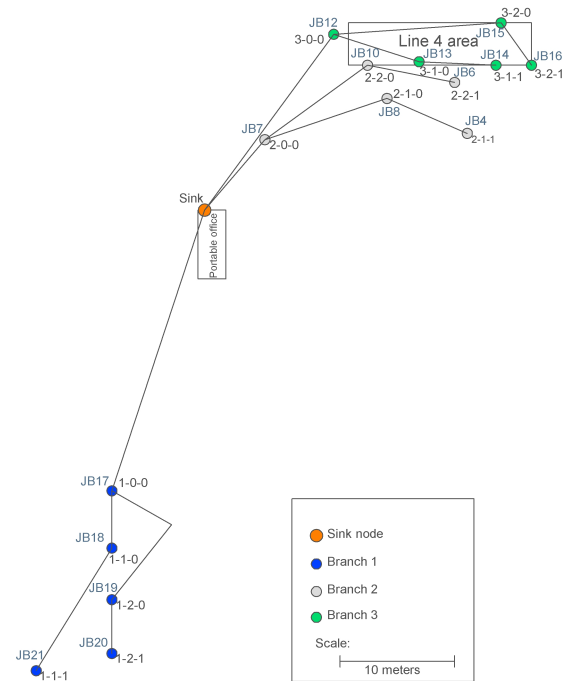 3-2-0
JB12
JB15
3-0-0
Line 4 area
JB10
JB13
JB14
JB16
3-1-0
3-1-1
3-2-1
2-2-0
JB6
2-2-1
2-1-0
JB8
JB4
2-1-1
JB7
2-0-0
Sink
Portable office
JB17
1-0-0
JB18
1-1-0
JB19
1-2-0
JB20
1-2-1
JB21
1-1-1
Sink node
Branch 1
Branch 2
Branch 3
Scale:
10 meters